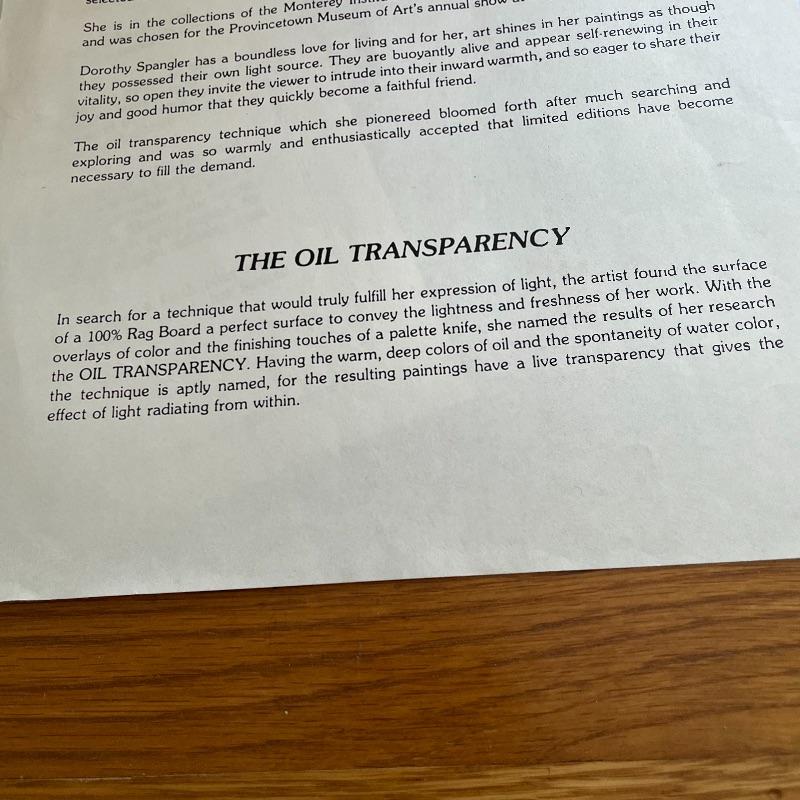 She is in the collections of the Monterey
and was chosen for the Provincetown Museum of Art's annual show
Dorothy Spangler has a boundless love for living and for her, art shines in her paintings as though
they possessed their own light source. They are buoyantly alive and appear self-renewing in their
vitality, so open they invite the viewer to intrude into their inward warmth, and so eager to share their
joy and good humor that they quickly become a faithful friend.
The oil transparency technique which she pionereed bloomed forth after much searching and
exploring and was so warmly and enthusiastically accepted that limited editions have become
necessary to fill the demand.
THE OIL TRANSPARENCY
In search for a technique that would truly fulfill her expression of light, the artist found the surface
of a 100% Rag Board a perfect surface to convey the lightness and freshness of her work. With the
overlays of color and the finishing touches of a palette knife, she named the results of her research
the OIL TRANSPARENCY. Having the warm, deep colors of oil and the spontaneity of water color,
the technique is aptly named, for the resulting paintings have a live transparency that gives the
effect of light radiating from within.